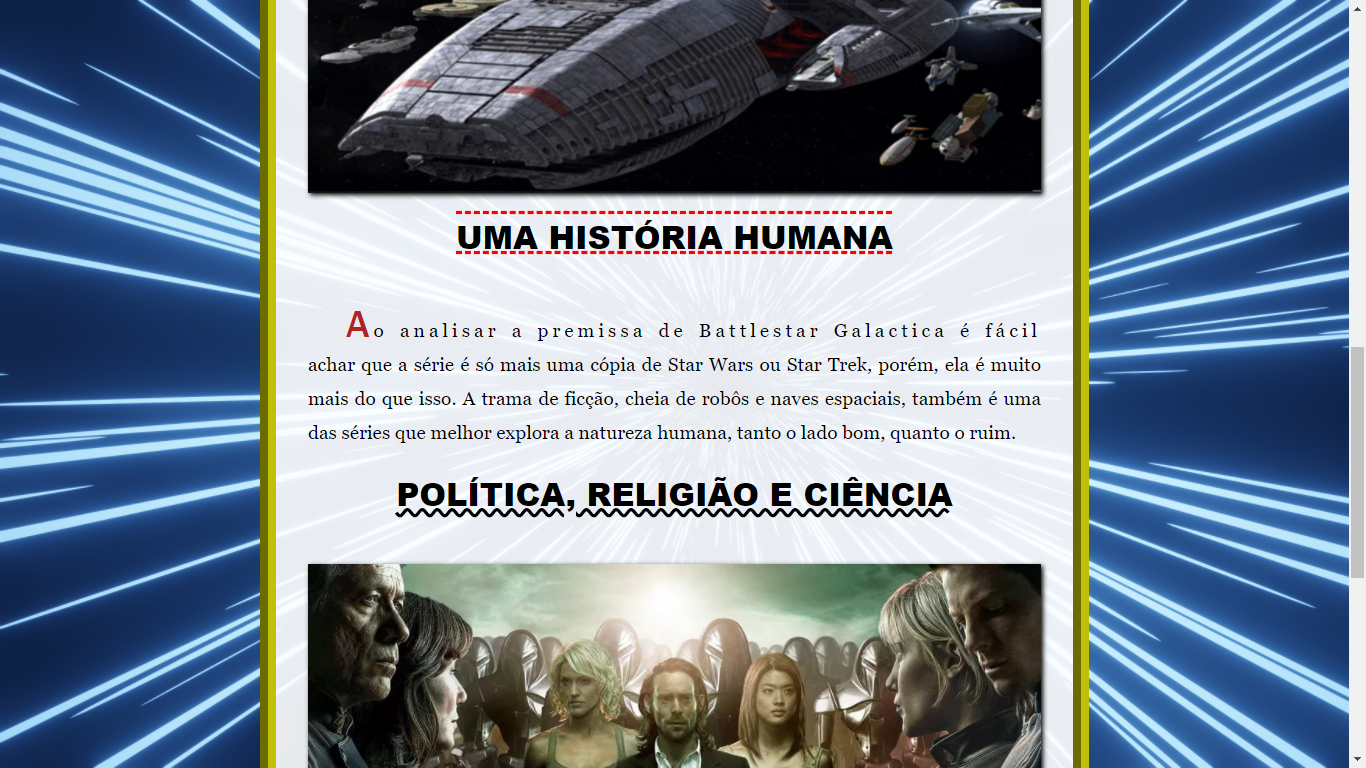 UMA HISTÓRIA HUMANA
Ao analisar a premissa de Battlestar Galactica é fácil
achar que a série é só mais uma cópia de Star Wars ou Star Trek, porém, ela é muito
mais do que isso. A trama de ficção, cheia de robôs e naves espaciais, também é uma
das séries que melhor explora a natureza humana, tanto o lado bom, quanto o ruim.
POLÍTICA, RELIGIÃO E CIÊNCIA